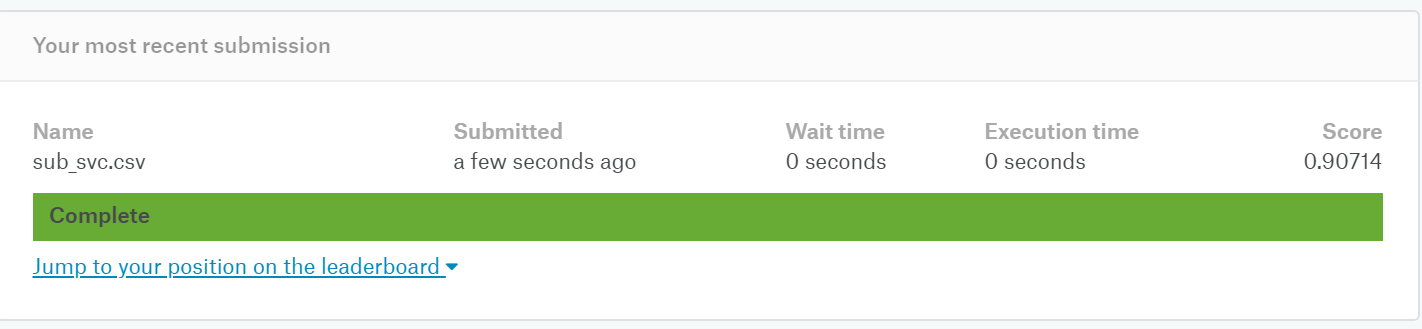 Your most recent submission
Name Submitted Wait time Execution time Score
sub_svc.csv a few seconds ago 0 seconds 0 seconds 0.90714
Complete
Jump to your position on the leaderboard